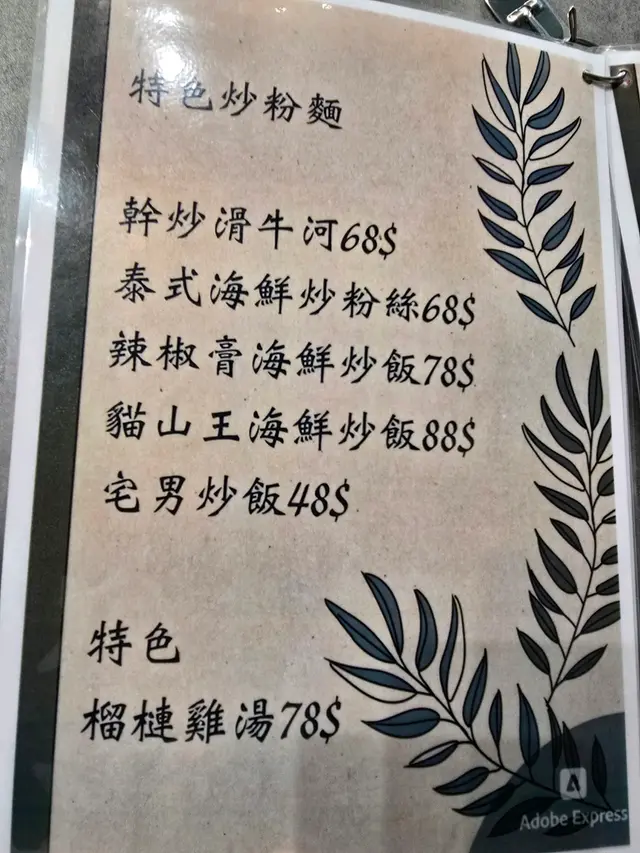 特色炒粉麵
幹炒滑牛河68$
泰式海鮮炒粉絲68$
辣椒膏海鮮炒飯78$
貓山王海鮮炒飯88$
宅男炒飯48$
特色
榴槤雞湯78$
Adobe Express